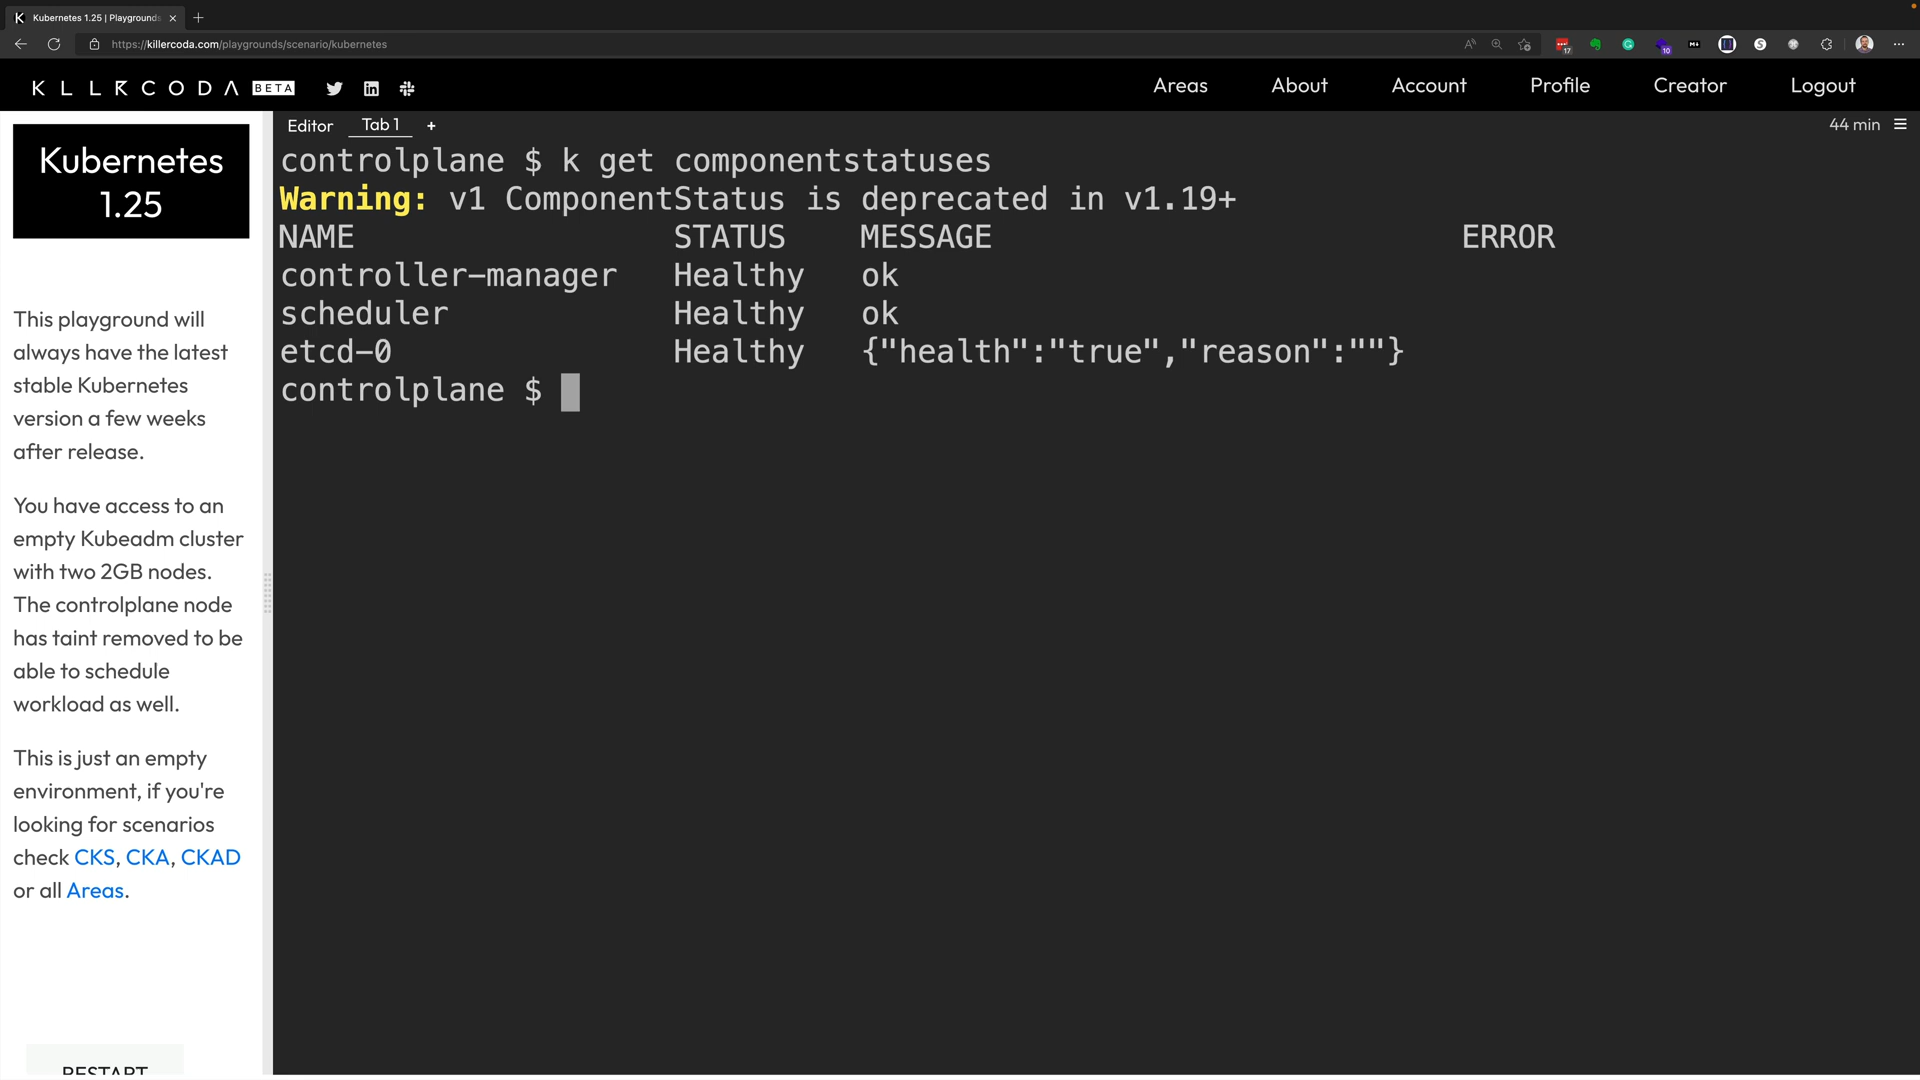 Kubernetes 1.25 | Playgrounds
https://killercoda.com/playgrounds/scenario/kubernetes
17
10
KLLRCODA BETA
Areas
About
Account
Profile
Creator
Logout
Kubernetes
1.25
This playground will
always have the latest
stable Kubernetes
version a few weeks
after release.
You have access to an
empty Kubeadm cluster
with two 2GB nodes.
The controlplane node
has taint removed to be
able to schedule
workload as well.
This is just an empty
environment, if you're
looking for scenarios
check CKS, CKA, CKAD
or all Areas.
RESTART
Editor Tab 1 +
44 min
controlplane $ k get componentstatuses
Warning: v1 ComponentStatus is deprecated in v1.19+
NAME STATUS MESSAGE ERROR
controller-manager Healthy ok
scheduler Healthy ok
etcd-0 Healthy {"health":"true","reason":""}
controlplane $